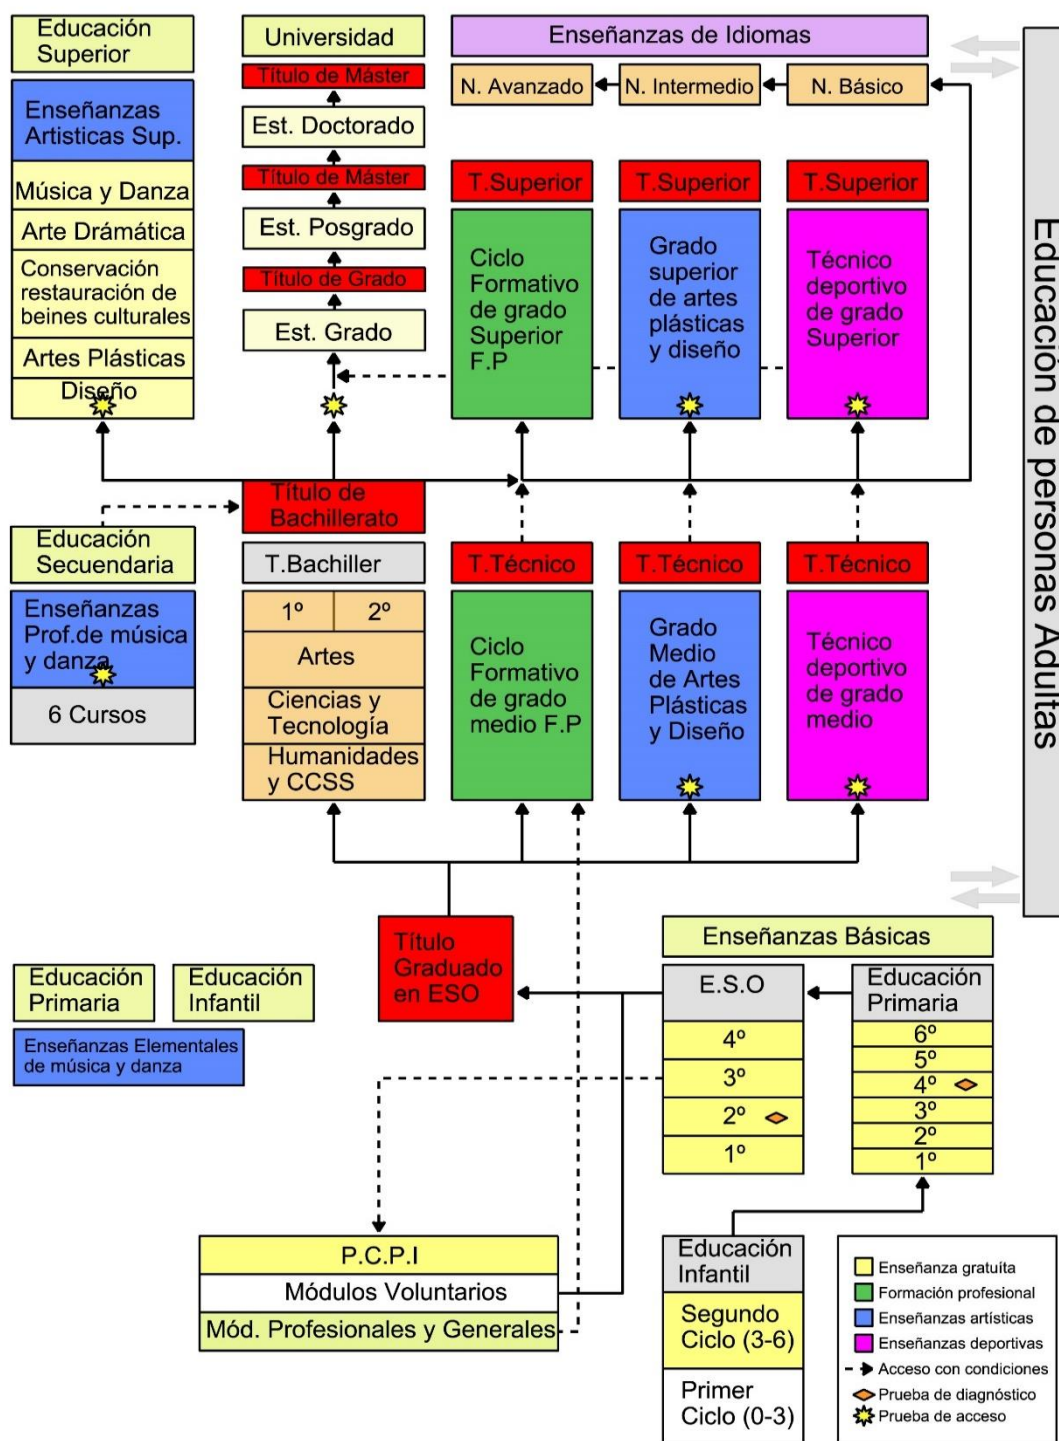 Educación
Superior
Universidad
Enseñanzas de Idiomas
Título de Máster
N. Avanzado
N. Intermedio
N. Básico
Enseñanzas
Artisticas Sup.
Est. Doctorado
Título de Máster
T.Superior
T.Superior
T.Superior
Música y Danza
Arte Drámática
Conservación
restauración de
beines culturales
Artes Plásticas
Diseño
Est. Posgrado
Título de Grado
Est. Grado
Ciclo
Formativo
de grado
Superior
F.P
Grado
superior
de artes
plásticas
y diseño
Técnico
deportivo
de grado
Superior
Educación de personas Adultas
Título de
Bachillerato
Educación
Secuendaria
T.Bachiller
T.Técnico
T.Técnico
T.Técnico
Enseñanzas
Prof.de música
y danza
6 Cursos
1º
2º
Artes
Ciencias y
Tecnología
Humanidades
y CCSS
Ciclo
Formativo
de grado
medio F.P
Grado
Medio
de Artes
Plásticas
y Diseño
Técnico
deportivo
de grado
medio
Título
Graduado
en ESO
Enseñanzas Básicas
Educación
Primaria
Educación
Infantil
Enseñanzas Elementales
de música y danza
E.S.O
4º
3º
2º
1º
Educación
Primaria
6º
5º
4º
3º
2º
1º
P.C.P.I
Módulos Voluntarios
Mód. Profesionales y Generales
Educación
Infantil
Segundo
Ciclo (3-6)
Primer
Ciclo (0-3)
Enseñanza gratuíta
Formación profesional
Enseñanzas artísticas
Enseñanzas deportivas
Acceso con condiciones
Prueba de diagnóstico
Prueba de acceso